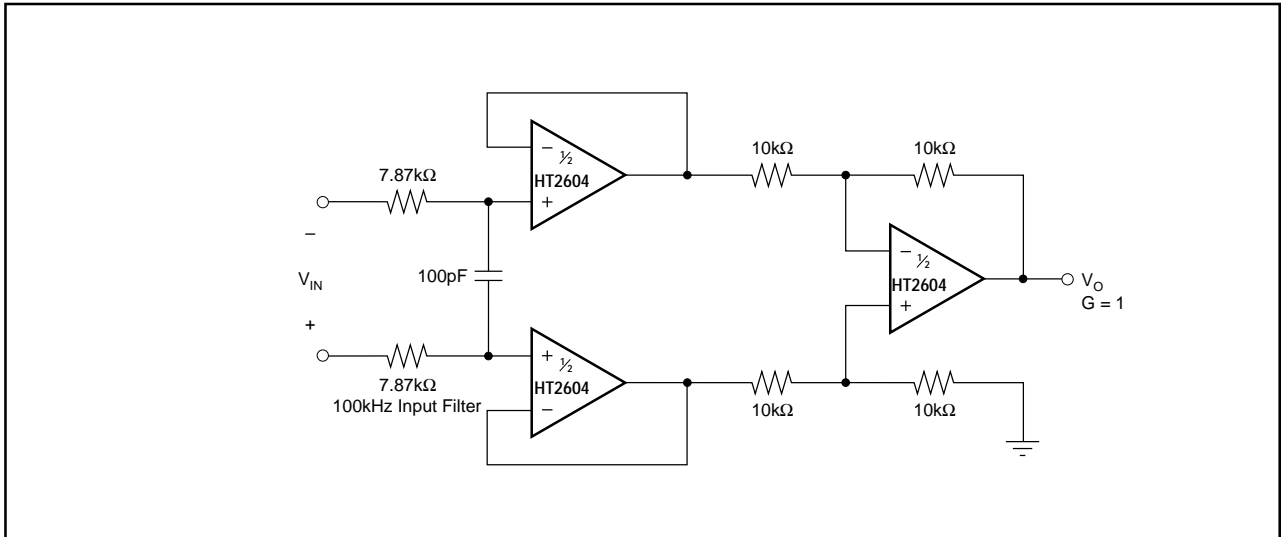 10kΩ
10kΩ
−
½
HT2604
+
7.87kΩ
−
−
½
HT2604
+
V_IN
100pF
V_O
G = 1
+
+
½
HT2604
−
7.87kΩ
100kHz Input Filter
10kΩ
10kΩ